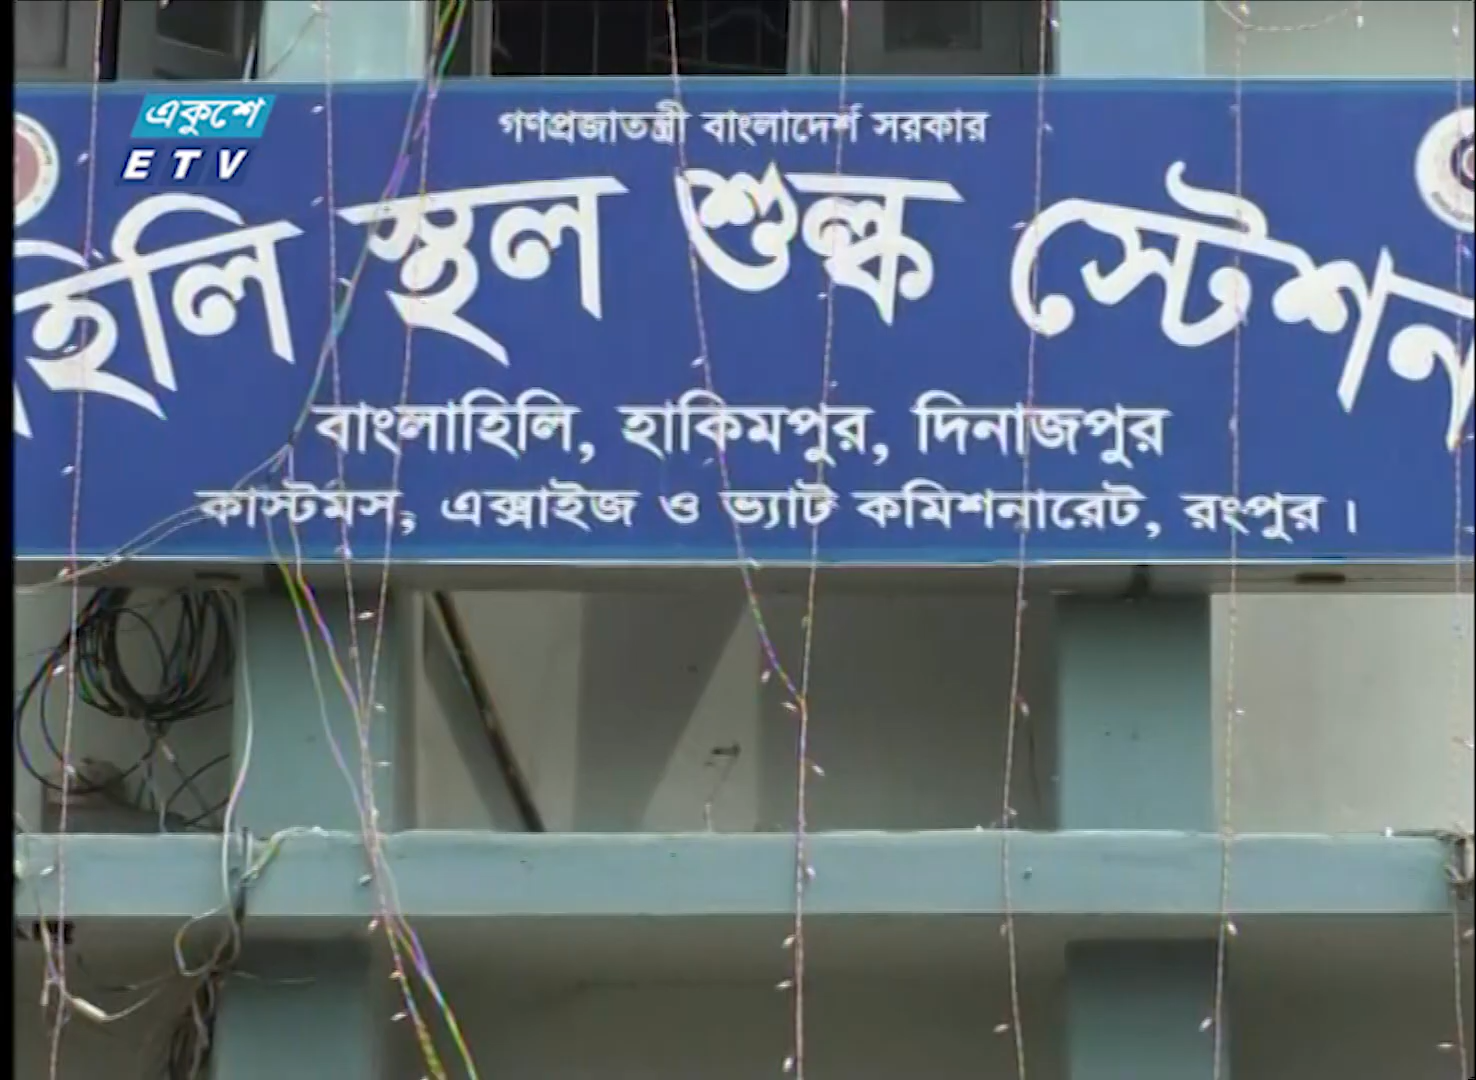 একুশে
ETV
গণপ্রজাতন্ত্রী বাংলাদেশ সরকার
হিলি স্থল শুল্ক স্টেশন
বাংলাহিলি, হাকিমপুর, দিনাজপুর
কাস্টমস, এক্সাইজ ও ভ্যাট কমিশনারেট, রংপুর।